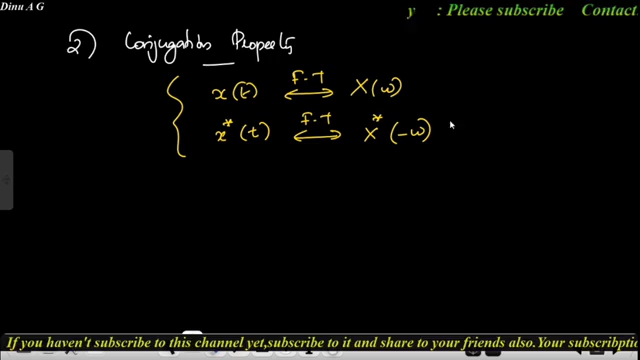 Dinu A G
y : Please subscribe Contact
2) Conjugation Property
x(t) F.T ⟷ X(ω)
x*(t) F.T ⟷ X*(-ω)
If you haven't subscribe to this channel yet,subscribe to it and share to your friends also.Your subscribptio